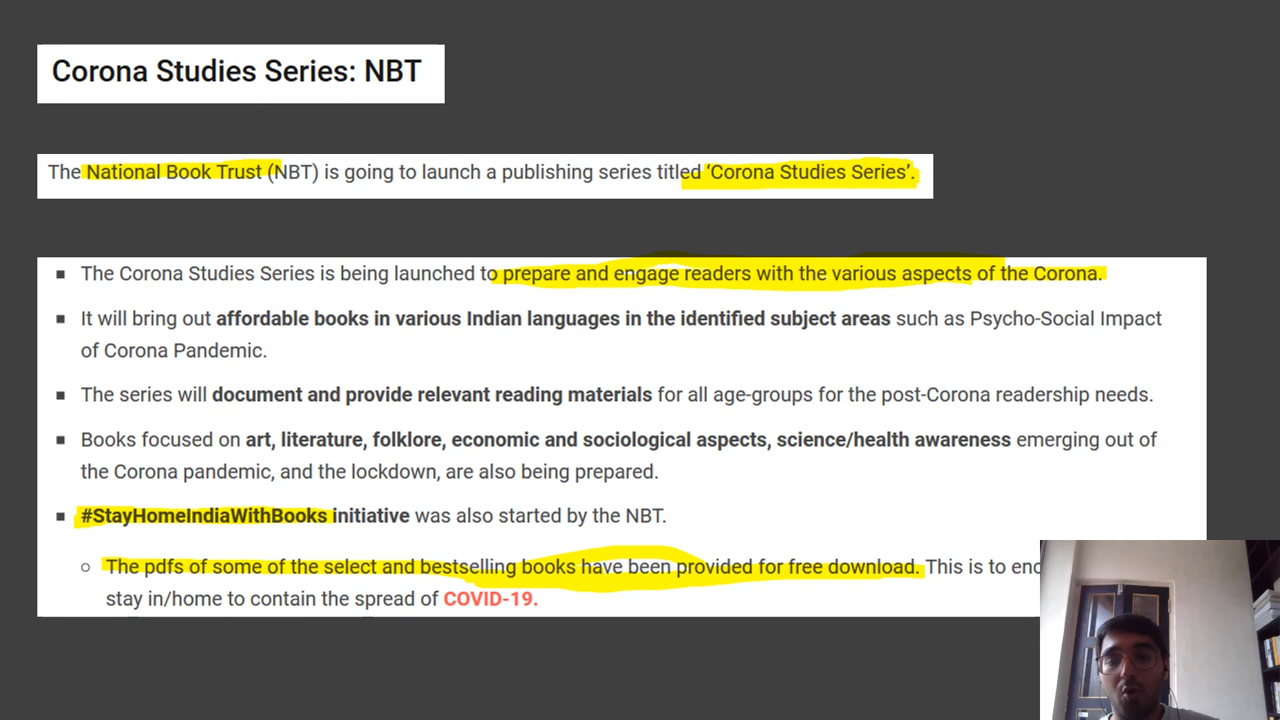 Corona Studies Series: NBT
The National Book Trust (NBT) is going to launch a publishing series titled ‘Corona Studies Series’.
▪ The Corona Studies Series is being launched to prepare and engage readers with the various aspects of the Corona.
▪ It will bring out affordable books in various Indian languages in the identified subject areas such as Psycho-Social Impact
of Corona Pandemic.
▪ The series will document and provide relevant reading materials for all age-groups for the post-Corona readership needs.
▪ Books focused on art, literature, folklore, economic and sociological aspects, science/health awareness emerging out of
the Corona pandemic, and the lockdown, are also being prepared.
▪ #StayHomeIndiaWithBooks initiative was also started by the NBT.
○ The pdfs of some of the select and bestselling books have been provided for free download. This is to
stay in/home to contain the spread of COVID-19.